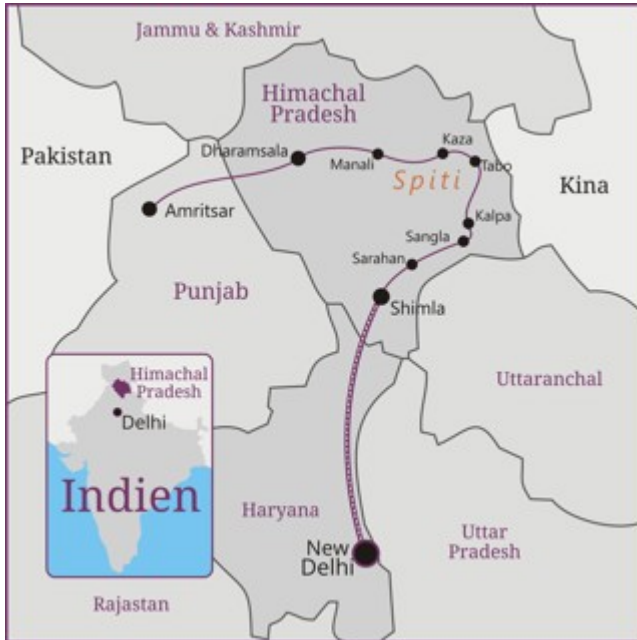 Jammu & Kashmir
Himachal
Pradesh
Pakistan
Dharamsala
Manali
Kaza
Tabo
Spiti
Kina
Amritsar
Kalpa
Sangla
Sarahan
Punjab
Shimla
Uttaranchal
Himachal
Pradesh
Delhi
Indien
Haryana
New
Delhi
Uttar
Pradesh
Rajastan